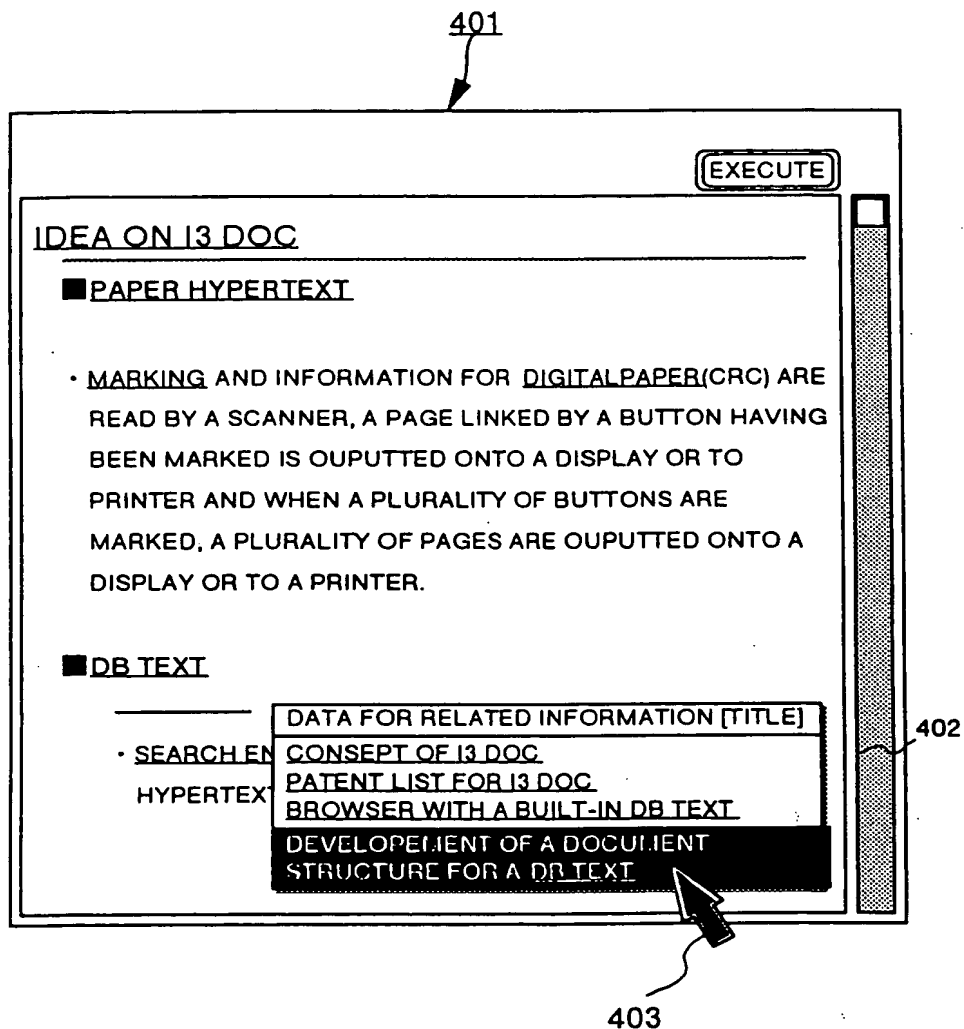 401
EXECUTE
IDEA ON I3 DOC
■PAPER HYPERTEXT
・MARKING AND INFORMATION FOR DIGITALPAPER(CRC) ARE
READ BY A SCANNER, A PAGE LINKED BY A BUTTON HAVING
BEEN MARKED IS OUPUTTED ONTO A DISPLAY OR TO
PRINTER AND WHEN A PLURALITY OF BUTTONS ARE
MARKED, A PLURALITY OF PAGES ARE OUPUTTED ONTO A
DISPLAY OR TO A PRINTER.
■DB TEXT
・SEARCH EN
HYPERTEX
DATA FOR RELATED INFORMATION [TITLE]
CONSEPT OF I3 DOC
PATENT LIST FOR I3 DOC
BROWSER WITH A BUILT-IN DB TEXT
DEVELOPEMENT OF A DOCUMENT
STRUCTURE FOR A DB TEXT
402
403